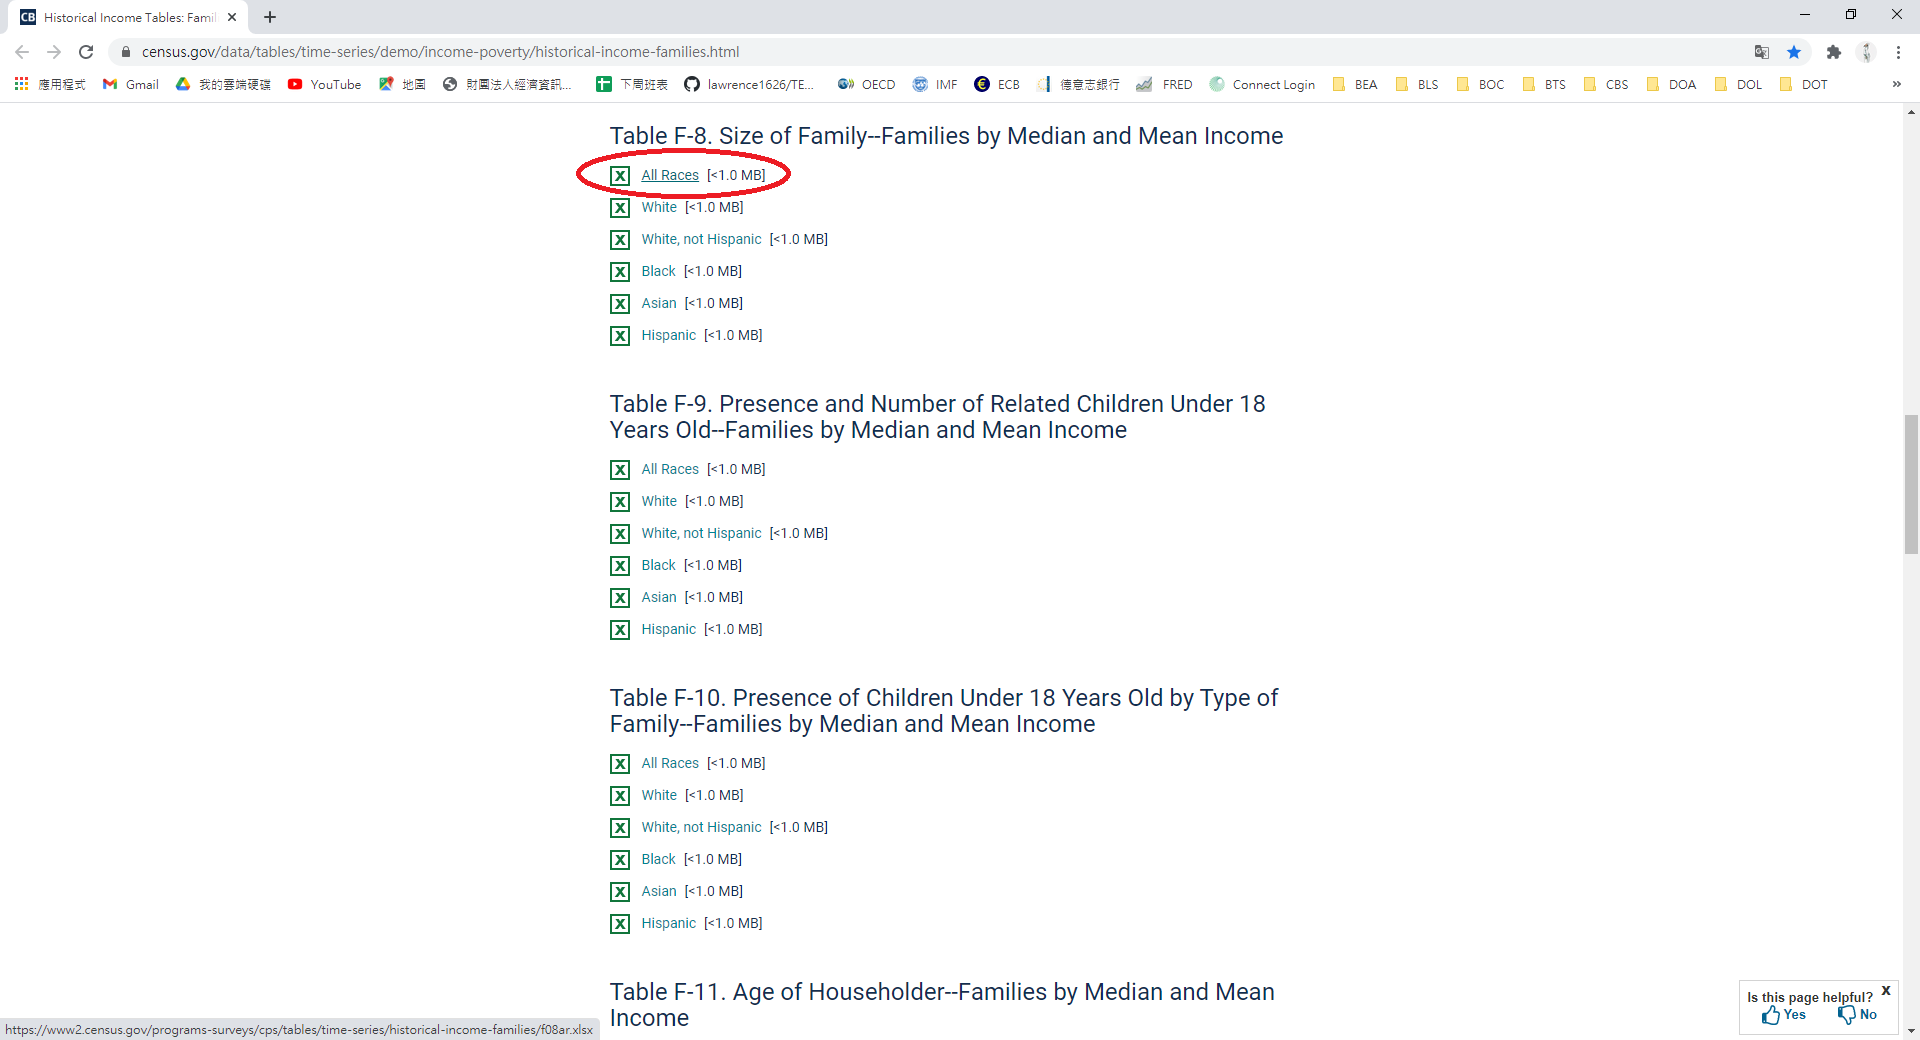 Historical Income Tables: Famil
census.gov/data/tables/time-series/demo/income-poverty/historical-income-families.html
應用程式 Gmail 我的雲端硬碟 YouTube 地圖 財團法人經濟資訊... 下周班表 lawrence1626/TE... OECD IMF ECB 德意志銀行 FRED Connect Login BEA BLS BOC BTS CBS DOA DOL DOT »
Table F-8. Size of Family--Families by Median and Mean Income
All Races [<1.0 MB]
White [<1.0 MB]
White, not Hispanic [<1.0 MB]
Black [<1.0 MB]
Asian [<1.0 MB]
Hispanic [<1.0 MB]
Table F-9. Presence and Number of Related Children Under 18
Years Old--Families by Median and Mean Income
All Races [<1.0 MB]
White [<1.0 MB]
White, not Hispanic [<1.0 MB]
Black [<1.0 MB]
Asian [<1.0 MB]
Hispanic [<1.0 MB]
Table F-10. Presence of Children Under 18 Years Old by Type of
Family--Families by Median and Mean Income
All Races [<1.0 MB]
White [<1.0 MB]
White, not Hispanic [<1.0 MB]
Black [<1.0 MB]
Asian [<1.0 MB]
Hispanic [<1.0 MB]
Table F-11. Age of Householder--Families by Median and Mean
Income
Is this page helpful? X
Yes No
https://www2.census.gov/programs-surveys/cps/tables/time-series/historical-income-families/f08ar.xlsx